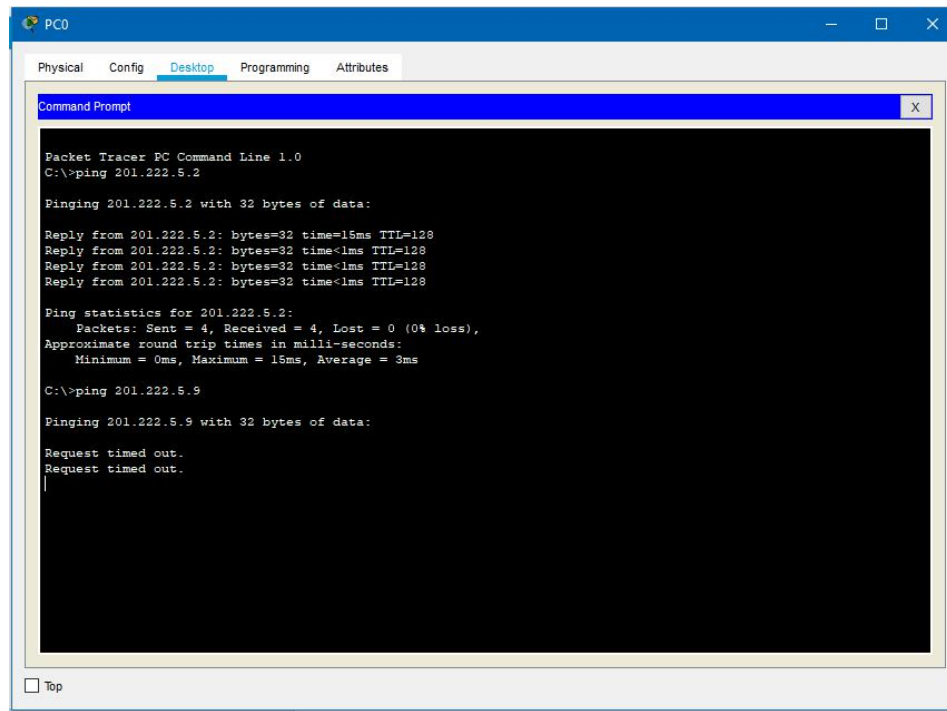 PC0
Physical Config Desktop Programming Attributes
Command Prompt
X
Packet Tracer PC Command Line 1.0
C:\>ping 201.222.5.2
Pinging 201.222.5.2 with 32 bytes of data:
Reply from 201.222.5.2: bytes=32 time=15ms TTL=128
Reply from 201.222.5.2: bytes=32 time<1ms TTL=128
Reply from 201.222.5.2: bytes=32 time<1ms TTL=128
Reply from 201.222.5.2: bytes=32 time<1ms TTL=128
Ping statistics for 201.222.5.2:
Packets: Sent = 4, Received = 4, Lost = 0 (0% loss),
Approximate round trip times in milli-seconds:
Minimum = 0ms, Maximum = 15ms, Average = 3ms
C:\>ping 201.222.5.9
Pinging 201.222.5.9 with 32 bytes of data:
Request timed out.
Request timed out.
Top